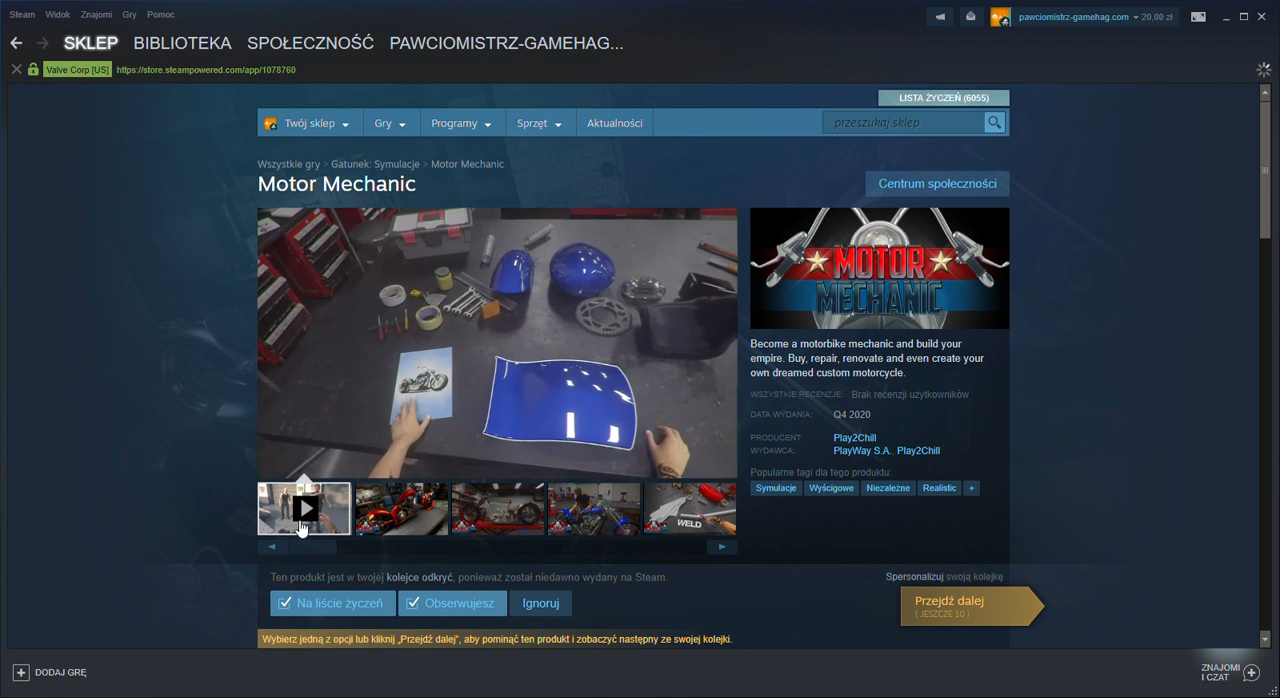 Steam Widok Znajomi Gry Pomoc
pawciomistrz-gamehag.com 20,00 zł
SKLEP BIBLIOTEKA SPOŁECZNOŚĆ PAWCIOMISTRZ-GAMEHAG...
Valve Corp [US] https://store.steampowered.com/app/1078760
LISTA ŻYCZEŃ (6055)
Twój sklep Gry Programy Sprzęt Aktualności przeszukaj sklep
Wszystkie gry > Gatunek: Symulacje > Motor Mechanic
Motor Mechanic
Centrum społeczności
MOTOR
MECHANIC
Become a motorbike mechanic and build your
empire. Buy, repair, renovate and even create your
own dreamed custom motorcycle.
WSZYSTKIE RECENZJE: Brak recenzji użytkowników
DATA WYDANIA: Q4 2020
PRODUCENT: Play2Chill
WYDAWCA: PlayWay S.A., Play2Chill
Popularne tagi dla tego produktu:
Symulacje Wyścigowe Niezależne Realistic +
WELD
Ten produkt jest w twojej kolejce odkryć, ponieważ został niedawno wydany na Steam.
Spersonalizuj swoją kolejkę
Na liście życzeń Obserwujesz Ignoruj
Przejdź dalej
( JESZCZE 10 )
Wybierz jedną z opcji lub kliknij „Przejdź dalej”, aby pominąć ten produkt i zobaczyć następny ze swojej kolejki.
DODAJ GRĘ
ZNAJOMI
I CZAT